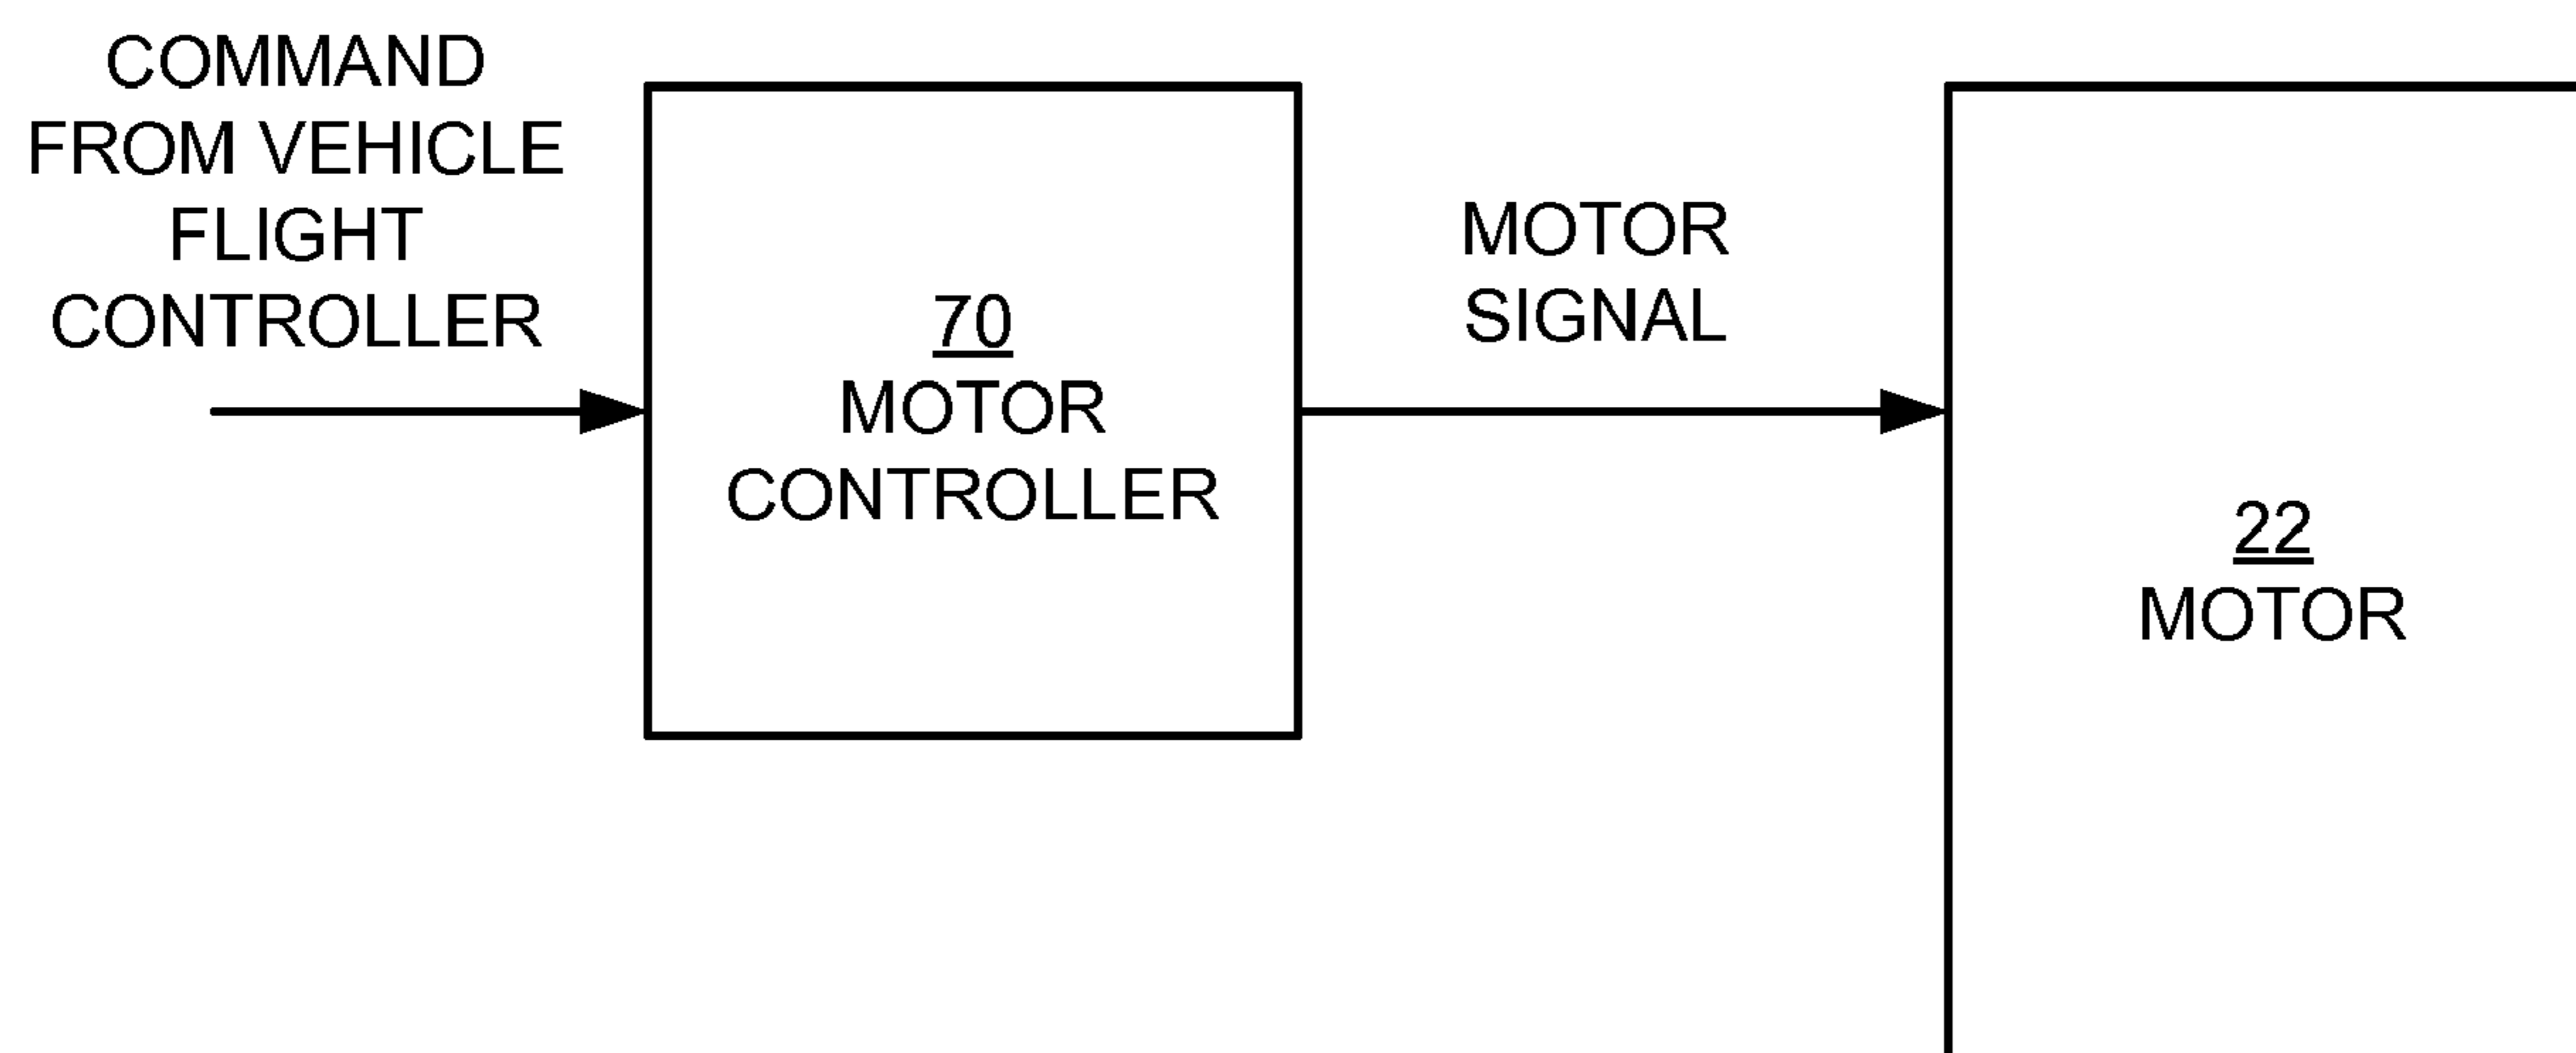 COMMAND
FROM VEHICLE
FLIGHT
CONTROLLER
70
MOTOR
CONTROLLER
MOTOR
SIGNAL
22
MOTOR